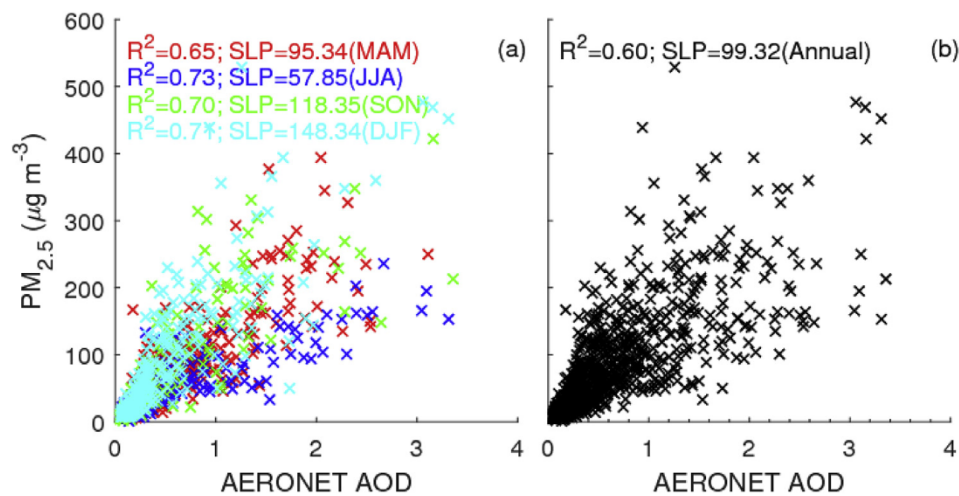 R²=0.65; SLP=95.34(MAM)
(a)
R²=0.73; SLP=57.85(JJA)
R²=0.70; SLP=118.35(SON)
SLP=148.34(DJF)
PM₂.₅ (μg m⁻³)
600
500
400
300
200
100
0
0 1 2 3 4
AERONET AOD
R²=0.60; SLP=99.32(Annual)
(b)
0 1 2 3 4
AERONET AOD